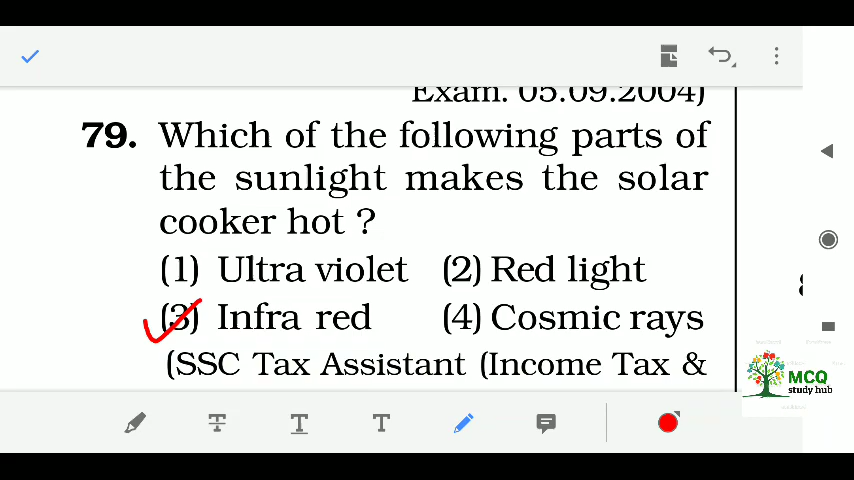 Exam. 05.09.2004)
79. Which of the following parts of
the sunlight makes the solar
cooker hot ?
(1) Ultra violet (2) Red light
(3) Infra red (4) Cosmic rays
(SSC Tax Assistant (Income Tax &
MCQ
study hub